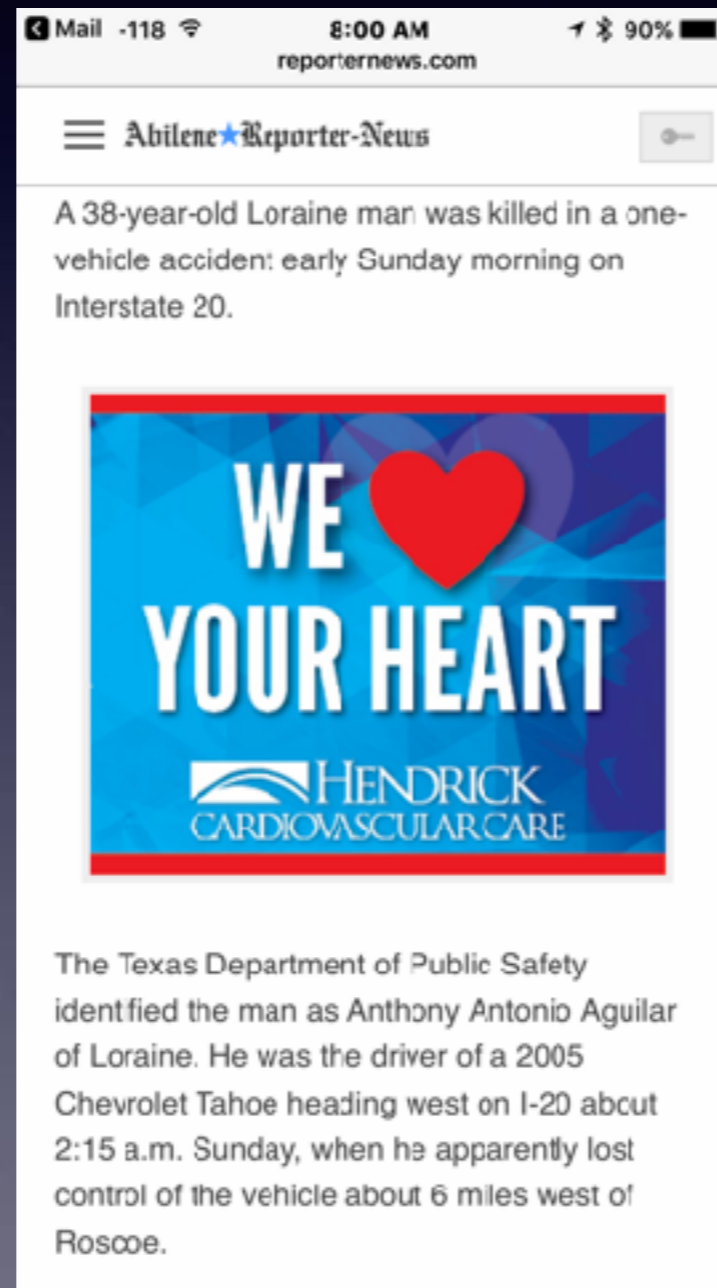 Mail -118 8:00 AM 90%
reporternews.com
Abilene Reporter-News
A 38-year-old Loraine man was killed in a one-
vehicle accident early Sunday morning on
Interstate 20.
WE
YOUR HEART
HENDRICK
CARDIOVASCULAR CARE
The Texas Department of Public Safety
identified the man as Anthony Antonio Aguilar
of Loraine. He was the driver of a 2005
Chevrolet Tahoe heading west on I-20 about
2:15 a.m. Sunday, when he apparently lost
control of the vehicle about 6 miles west of
Roscoe.